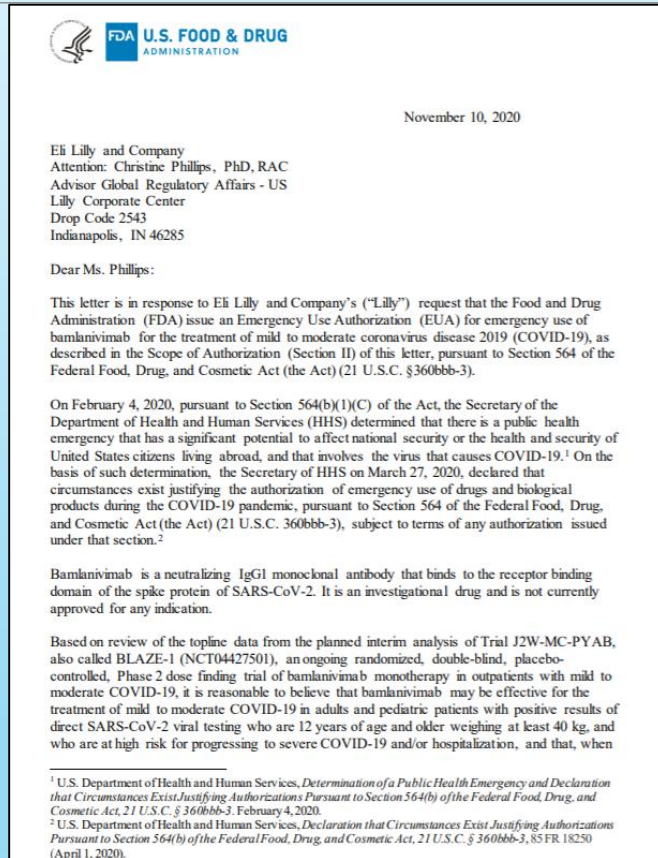 FDA U.S. FOOD & DRUG
ADMINISTRATION
November 10, 2020
Eli Lilly and Company
Attention: Christine Phillips, PhD, RAC
Advisor Global Regulatory Affairs - US
Lilly Corporate Center
Drop Code 2543
Indianapolis, IN 46285
Dear Ms. Phillips:
This letter is in response to Eli Lilly and Company's ("Lilly") request that the Food and Drug
Administration (FDA) issue an Emergency Use Authorization (EUA) for emergency use of
bamlanivimab for the treatment of mild to moderate coronavirus disease 2019 (COVID-19), as
described in the Scope of Authorization (Section II) of this letter, pursuant to Section 564 of the
Federal Food, Drug, and Cosmetic Act (the Act) (21 U.S.C. §360bbb-3).
On February 4, 2020, pursuant to Section 564(b)(1)(C) of the Act, the Secretary of the
Department of Health and Human Services (HHS) determined that there is a public health
emergency that has a significant potential to affect national security or the health and security of
United States citizens living abroad, and that involves the virus that causes COVID-19.¹ On the
basis of such determination, the Secretary of HHS on March 27, 2020, declared that
circumstances exist justifying the authorization of emergency use of drugs and biological
products during the COVID-19 pandemic, pursuant to Section 564 of the Federal Food, Drug,
and Cosmetic Act (the Act) (21 U.S.C. 360bbb-3), subject to terms of any authorization issued
under that section.²
Bamlanivimab is a neutralizing IgG1 monoclonal antibody that binds to the receptor binding
domain of the spike protein of SARS-CoV-2. It is an investigational drug and is not currently
approved for any indication.
Based on review of the topline data from the planned interim analysis of Trial J2W-MC-PYAB,
also called BLAZE-1 (NCT04427501), an ongoing randomized, double-blind, placebo-
controlled, Phase 2 dose finding trial of bamlanivimab monotherapy in outpatients with mild to
moderate COVID-19, it is reasonable to believe that bamlanivimab may be effective for the
treatment of mild to moderate COVID-19 in adults and pediatric patients with positive results of
direct SARS-CoV-2 viral testing who are 12 years of age and older weighing at least 40 kg, and
who are at high risk for progressing to severe COVID-19 and/or hospitalization, and that, when
¹ U.S. Department of Health and Human Services, Determination of a Public Health Emergency and Declaration
that Circumstances Exist Justifying Authorizations Pursuant to Section 564(b) of the Federal Food, Drug, and
Cosmetic Act, 21 U.S.C. § 360bbb-3. February 4, 2020.
² U.S. Department of Health and Human Services, Declaration that Circumstances Exist Justifying Authorizations
Pursuant to Section 564(b) of the Federal Food, Drug, and Cosmetic Act, 21 U.S.C. § 360bbb-3, 85 FR 18250
(April 1, 2020).